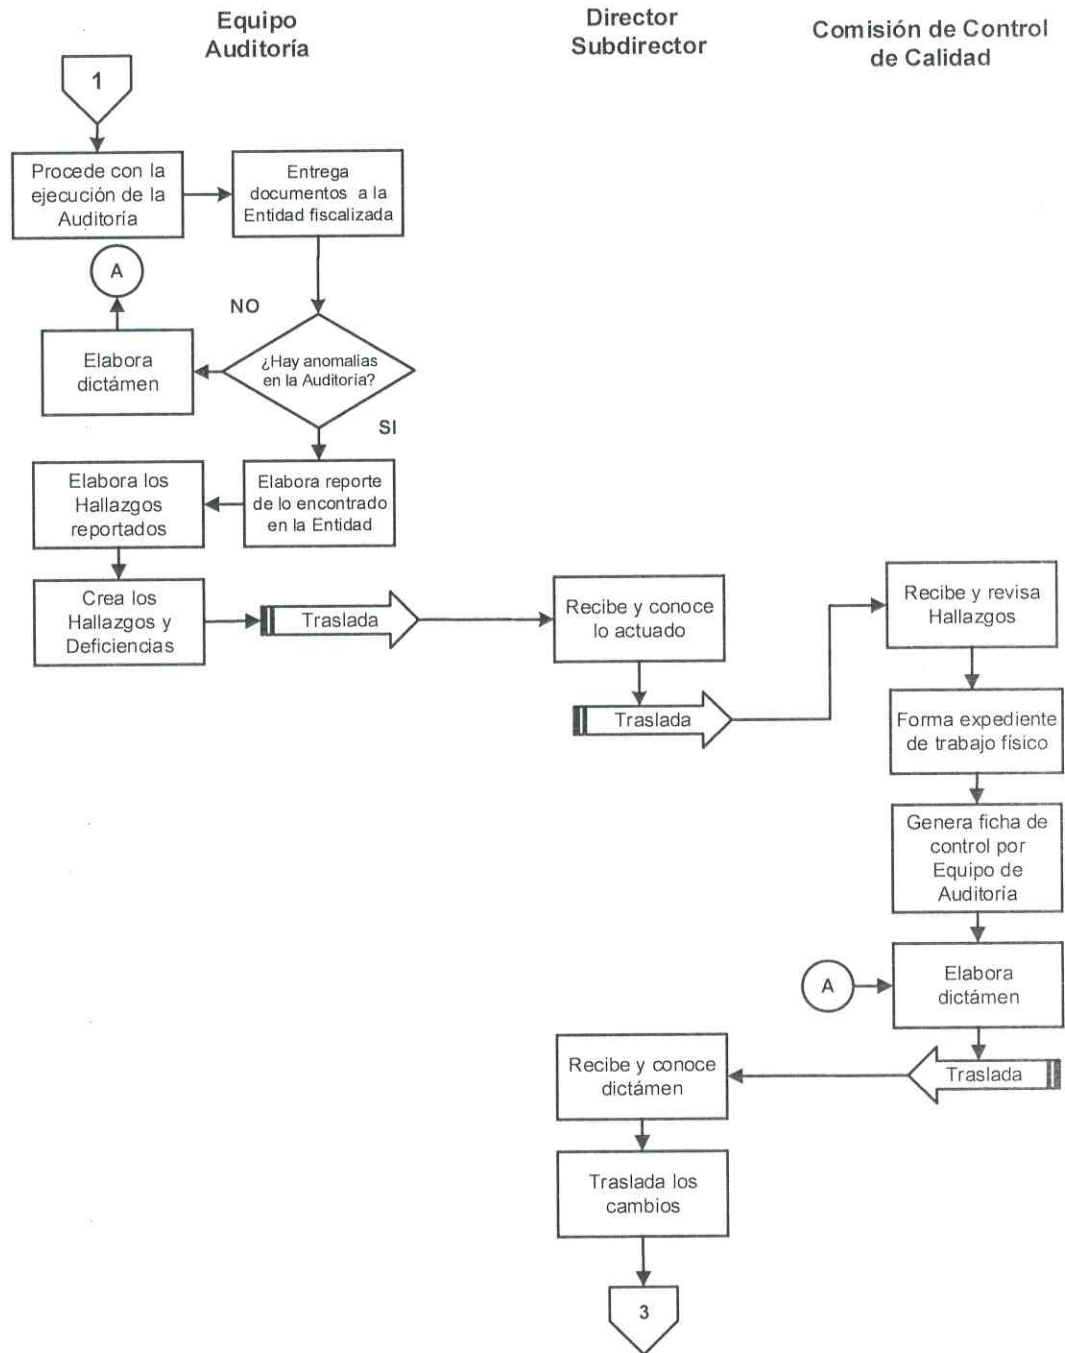 Equipo
Auditoría
Director
Subdirector
Comisión de Control
de Calidad
1
Procede con la
ejecución de la
Auditoría
Entrega
documentos a la
Entidad fiscalizada
A
NO
¿Hay anomalias
en la Auditoría?
Elabora
dictámen
SI
Elabora los
Hallazgos
reportados
Elabora reporte
de lo encontrado
en la Entidad
Crea los
Hallazgos y
Deficiencias
Traslada
Recibe y conoce
lo actuado
Traslada
Recibe y revisa
Hallazgos
Forma expediente
de trabajo físico
Genera ficha de
control por
Equipo de
Auditoría
A
Elabora
dictámen
Traslada
Recibe y conoce
dictámen
Traslada los
cambios
3